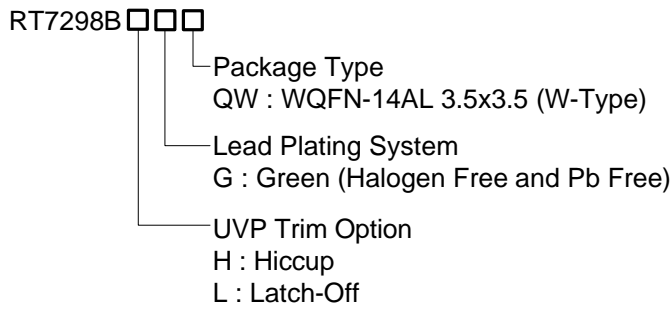 RT7298B
Package Type
QW : WQFN-14AL 3.5x3.5 (W-Type)
Lead Plating System
G : Green (Halogen Free and Pb Free)
UVP Trim Option
H : Hiccup
L : Latch-Off